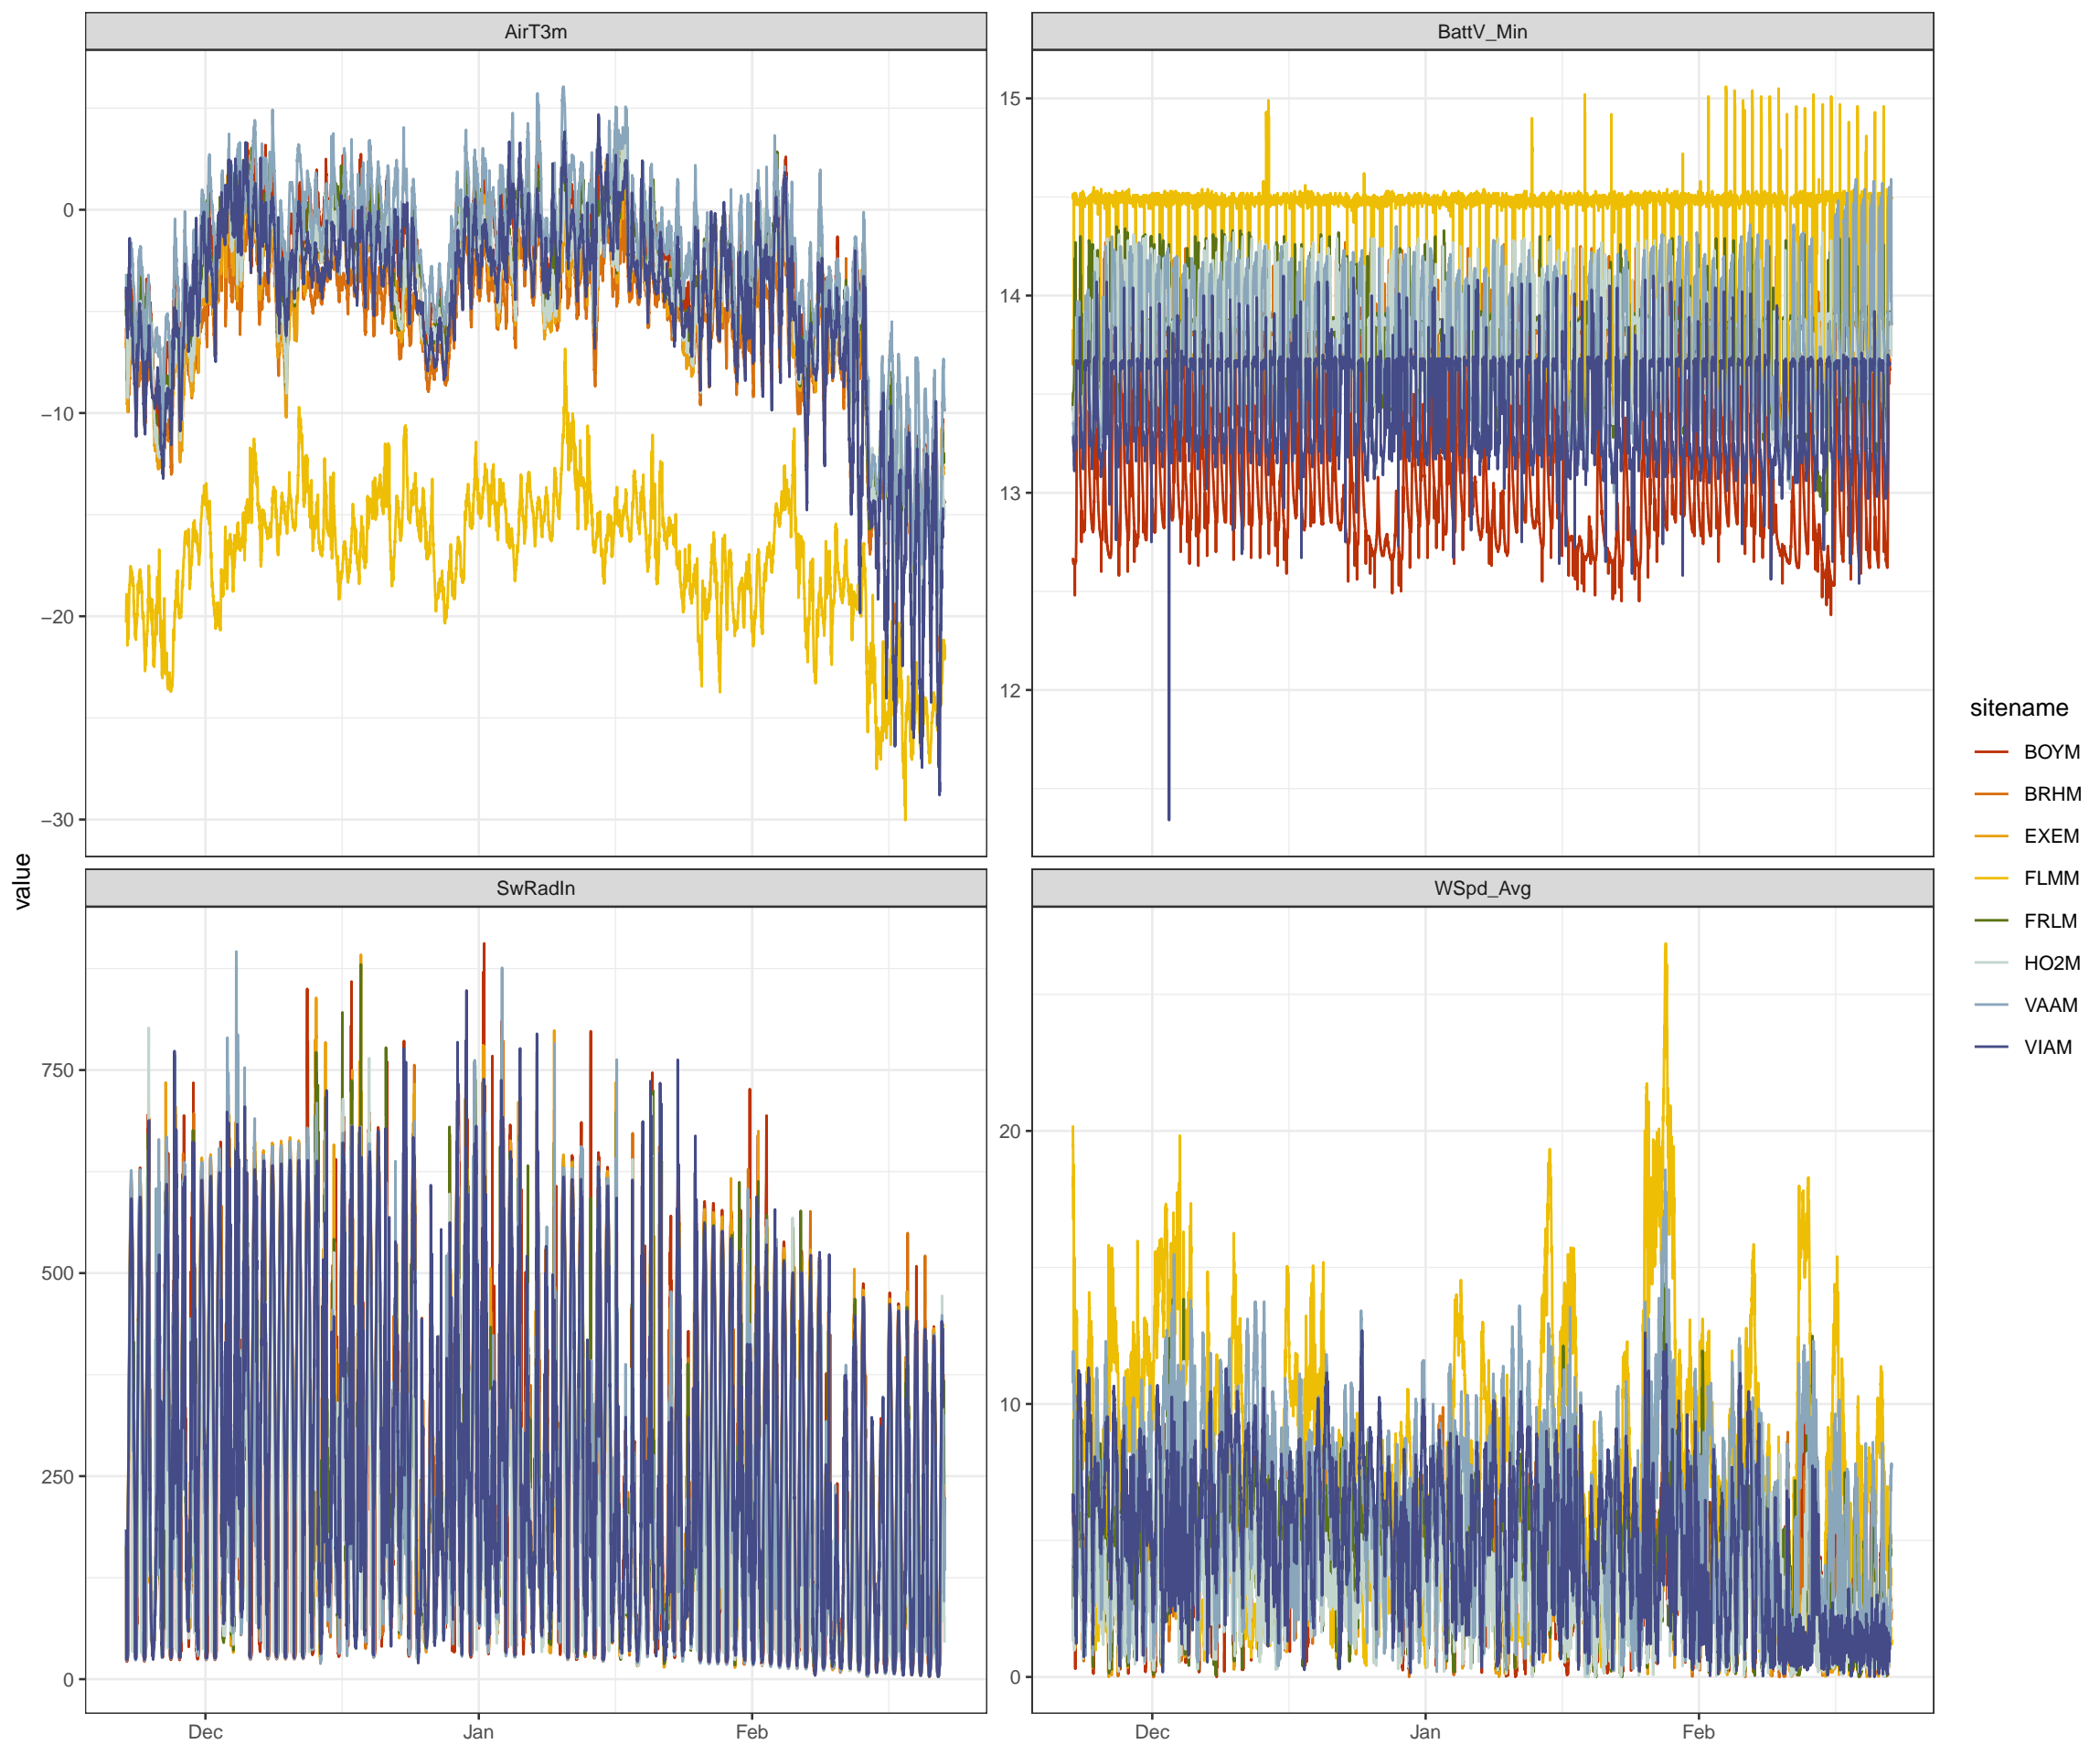 AirT3m
BattV_Min
0
−10
−20
−30
15
14
13
12
value
SwRadIn
WSpd_Avg
750
500
250
0
20
10
0
Dec
Jan
Feb
Dec
Jan
Feb
sitename
BOYM
BRHM
EXEM
FLMM
FRLM
HO2M
VAAM
VIAM